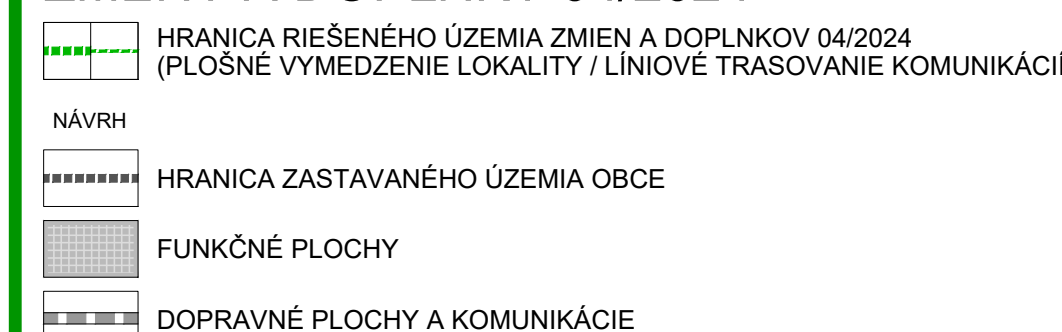 HRANICA RIEŠENÉHO ÚZEMIA ZMIEN A DOPLNKOV 04/2024
(PLOŠNÉ VYMEDZENIE LOKALITY / LÍNIOVÉ TRASOVANIE KOMUNIKÁCIÍ
NÁVRH
HRANICA ZASTAVANÉHO ÚZEMIA OBCE
FUNKČNÉ PLOCHY
DOPRAVNÉ PLOCHY A KOMUNIKÁCIE